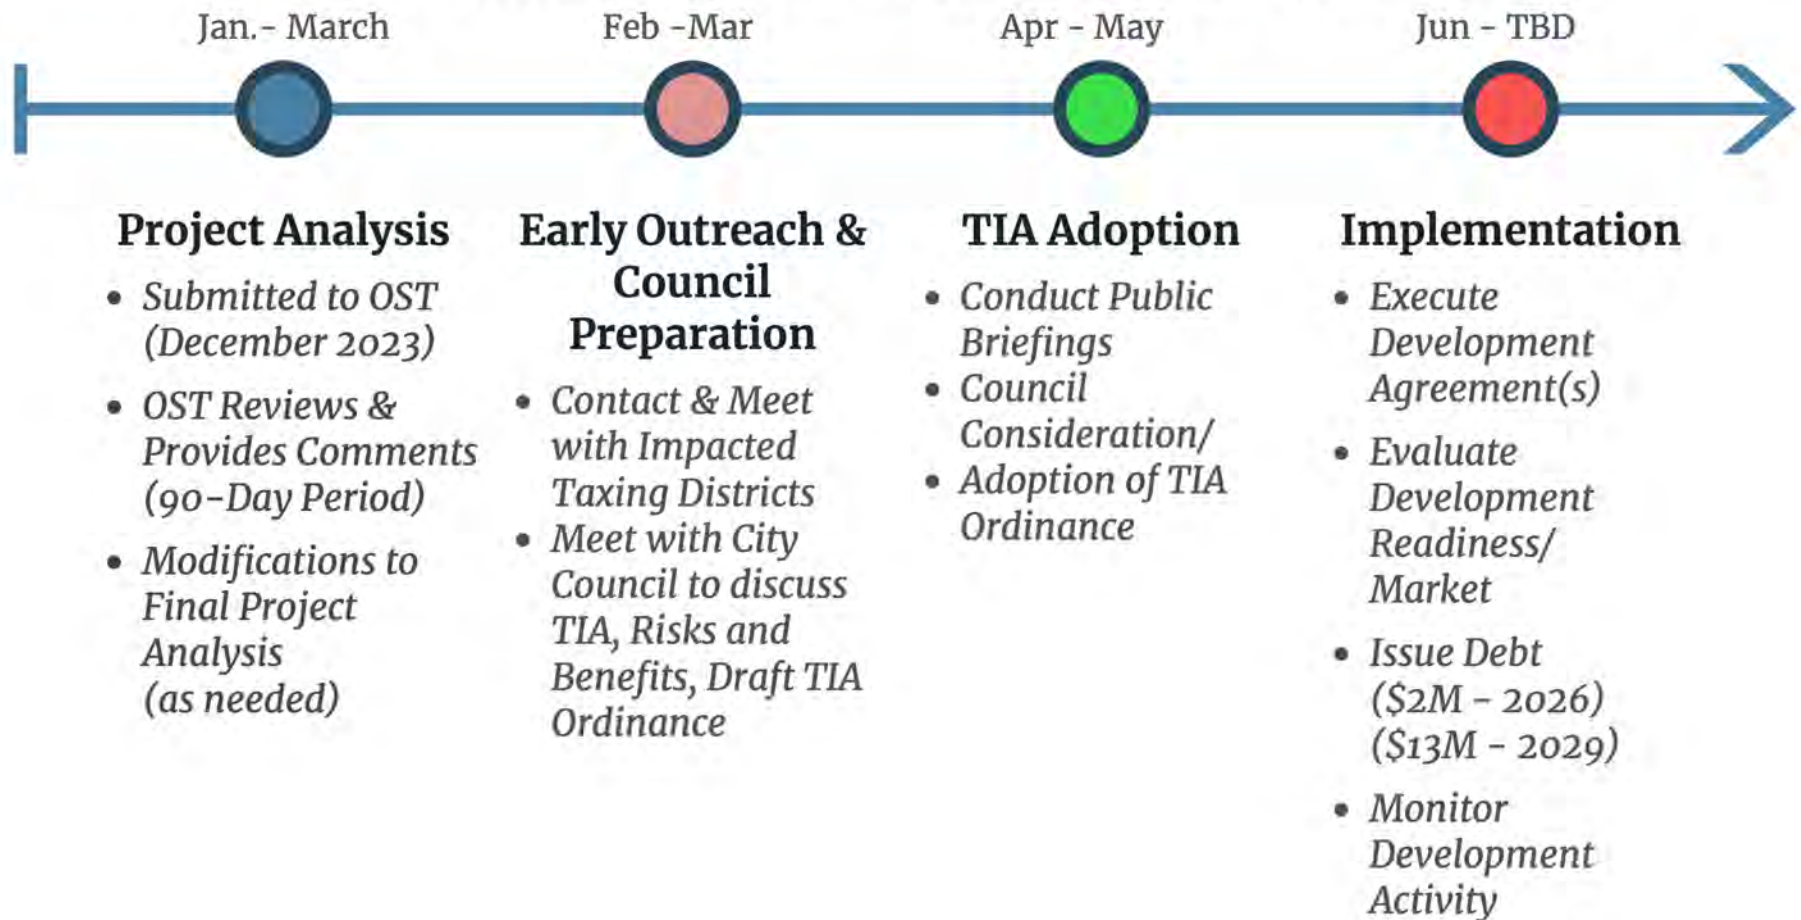 Jan.- March
Feb -Mar
Apr - May
Jun - TBD
Project Analysis
• Submitted to OST
(December 2023)
• OST Reviews &
Provides Comments
(90-Day Period)
• Modifications to
Final Project
Analysis
(as needed)
Early Outreach &
Council
Preparation
• Contact & Meet
with Impacted
Taxing Districts
• Meet with City
Council to discuss
TIA, Risks and
Benefits, Draft TIA
Ordinance
TIA Adoption
• Conduct Public
Briefings
• Council
Consideration/
• Adoption of TIA
Ordinance
Implementation
• Execute
Development
Agreement(s)
• Evaluate
Development
Readiness/
Market
• Issue Debt
($2M - 2026)
($13M - 2029)
• Monitor
Development
Activity